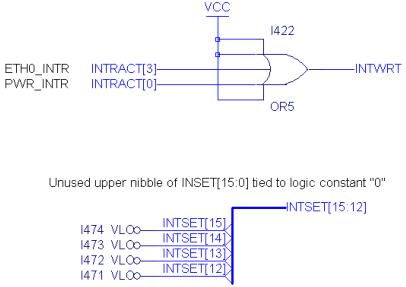 VCC
I422
ETH0_INTR INTRACT[3] INTWRT
PWR_INTR INTRACT[0]
OR5
Unused upper nibble of INSET[15:0] tied to logic constant "0"
INTSET[15:12]
I474 VLO INTSET[15]
I473 VLO INTSET[14]
I472 VLO INTSET[13]
I471 VLO INTSET[12]